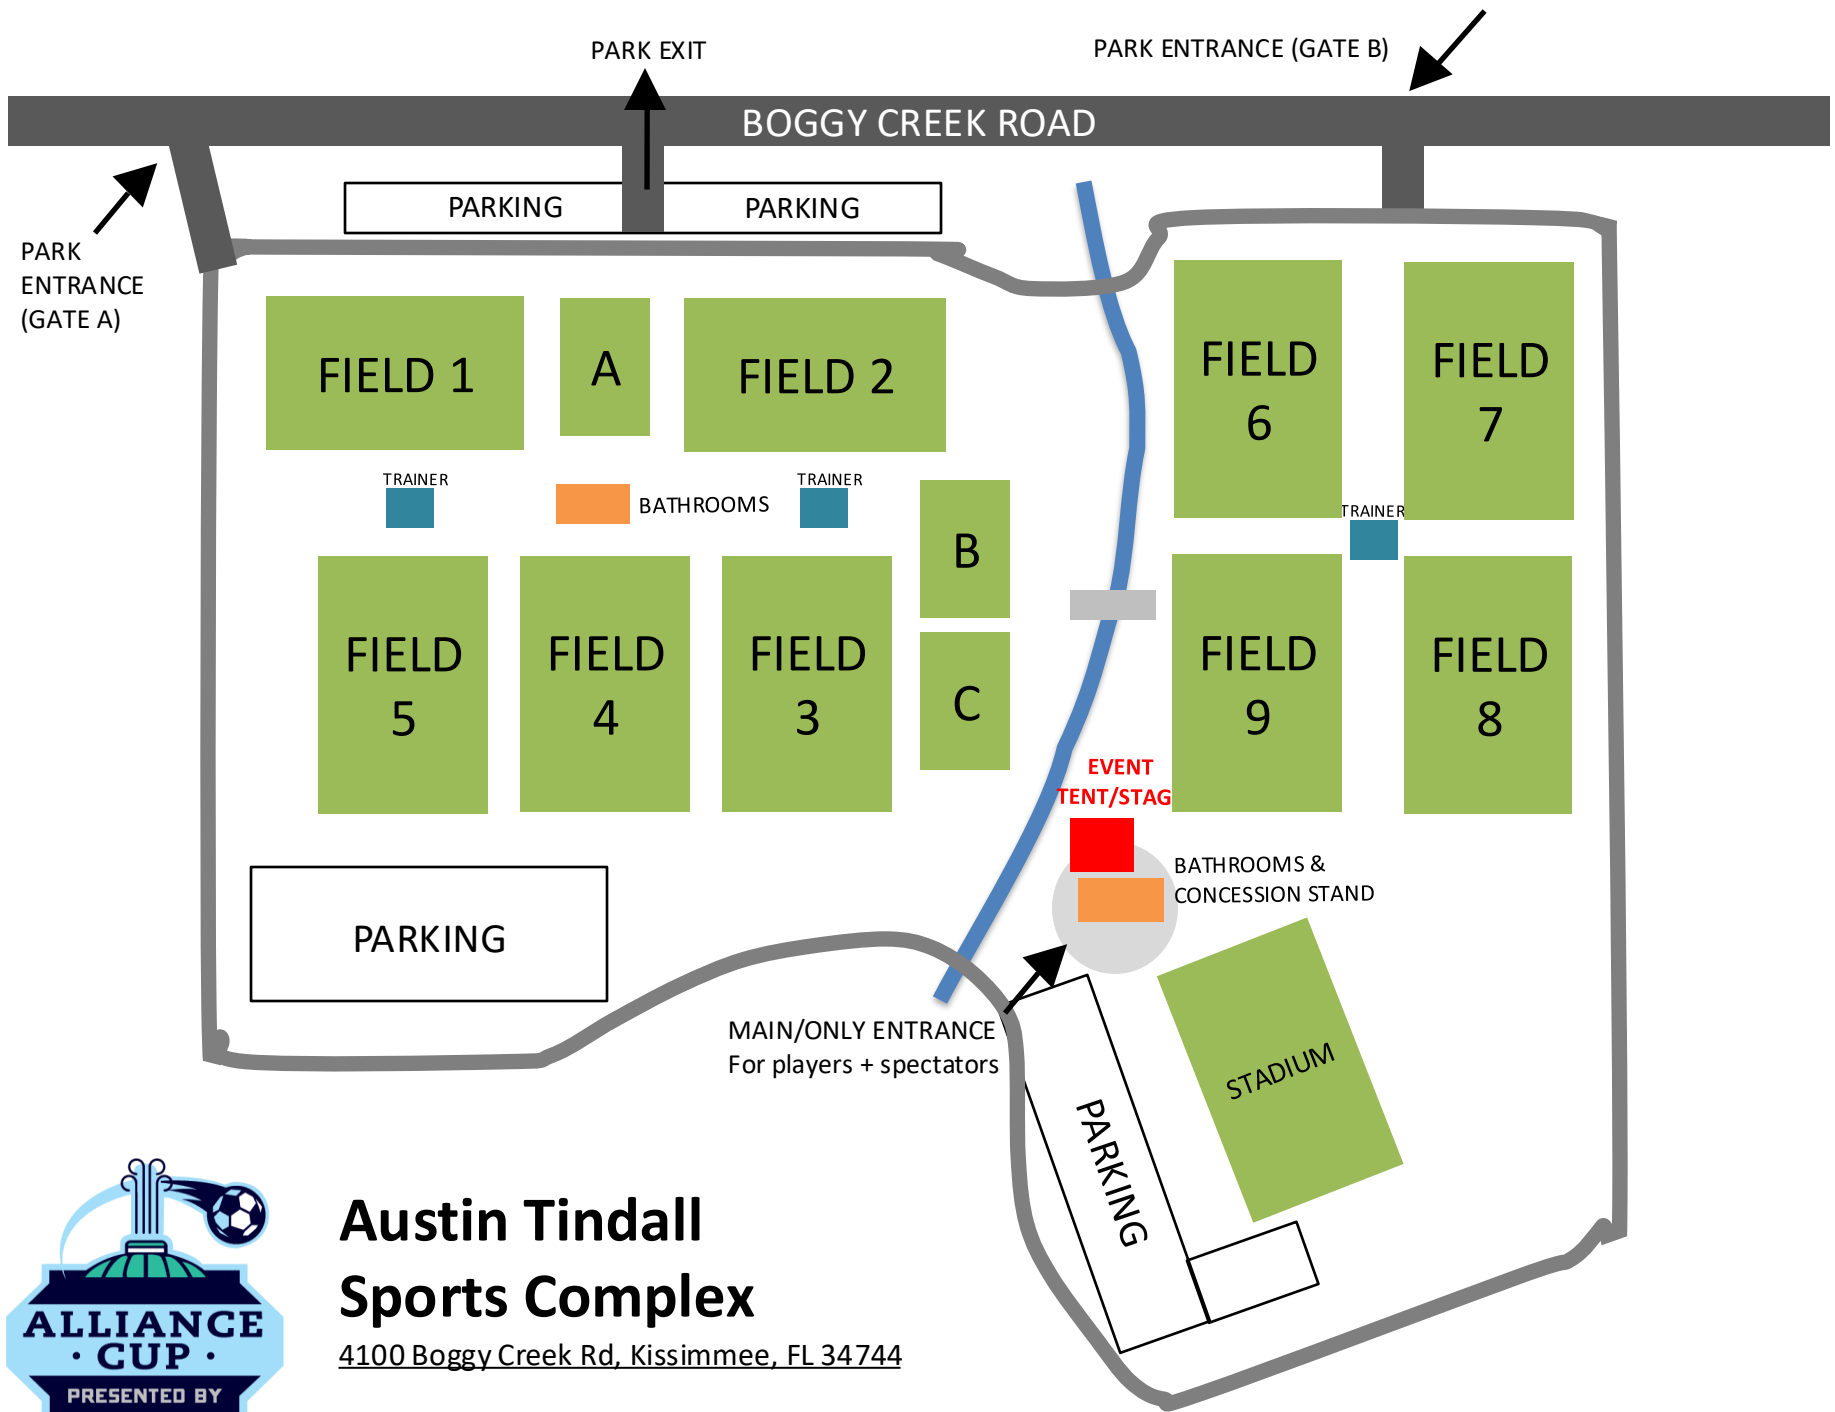 PARK EXIT
PARK ENTRANCE (GATE B)
BOGGY CREEK ROAD
PARKING
PARKING
PARK
ENTRANCE
(GATE A)
FIELD 1
A
FIELD 2
FIELD
6
FIELD
7
TRAINER
BATHROOMS
TRAINER
TRAINER
B
FIELD
5
FIELD
4
FIELD
3
C
FIELD
9
FIELD
8
EVENT
TENT/STAG
BATHROOMS &
CONCESSION STAND
PARKING
MAIN/ONLY ENTRANCE
For players + spectators
STADIUM
PARKING
Austin Tindall
Sports Complex
4100 Boggy Creek Rd, Kissimmee, FL 34744
ALLIANCE
· CUP ·
PRESENTED BY